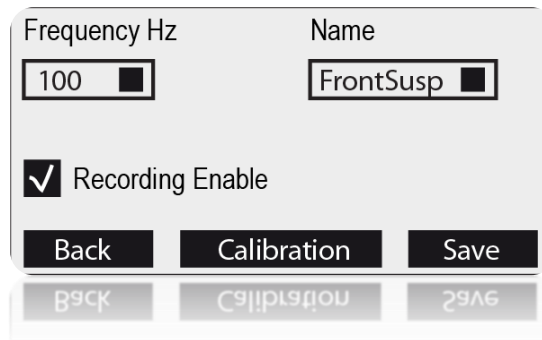 Frequency Hz Name
100 FrontSusp
Recording Enable
Back Calibration Save